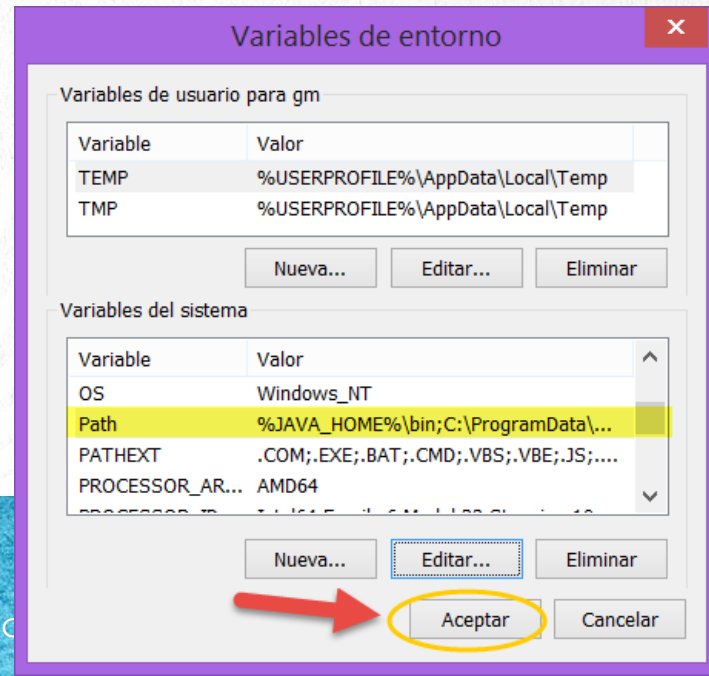 Variables de entorno
x
Variables de usuario para gm
Variable Valor
TEMP %USERPROFILE%\AppData\Local\Temp
TMP %USERPROFILE%\AppData\Local\Temp
Nueva... Editar... Eliminar
Variables del sistema
Variable Valor
OS Windows_NT
Path %JAVA_HOME%\bin;C:\ProgramData\...
PATHEXT .COM;.EXE;.BAT;.CMD;.VBS;.VBE;.JS;....
PROCESSOR_AR... AMD64
Nueva... Editar... Eliminar
Aceptar Cancelar